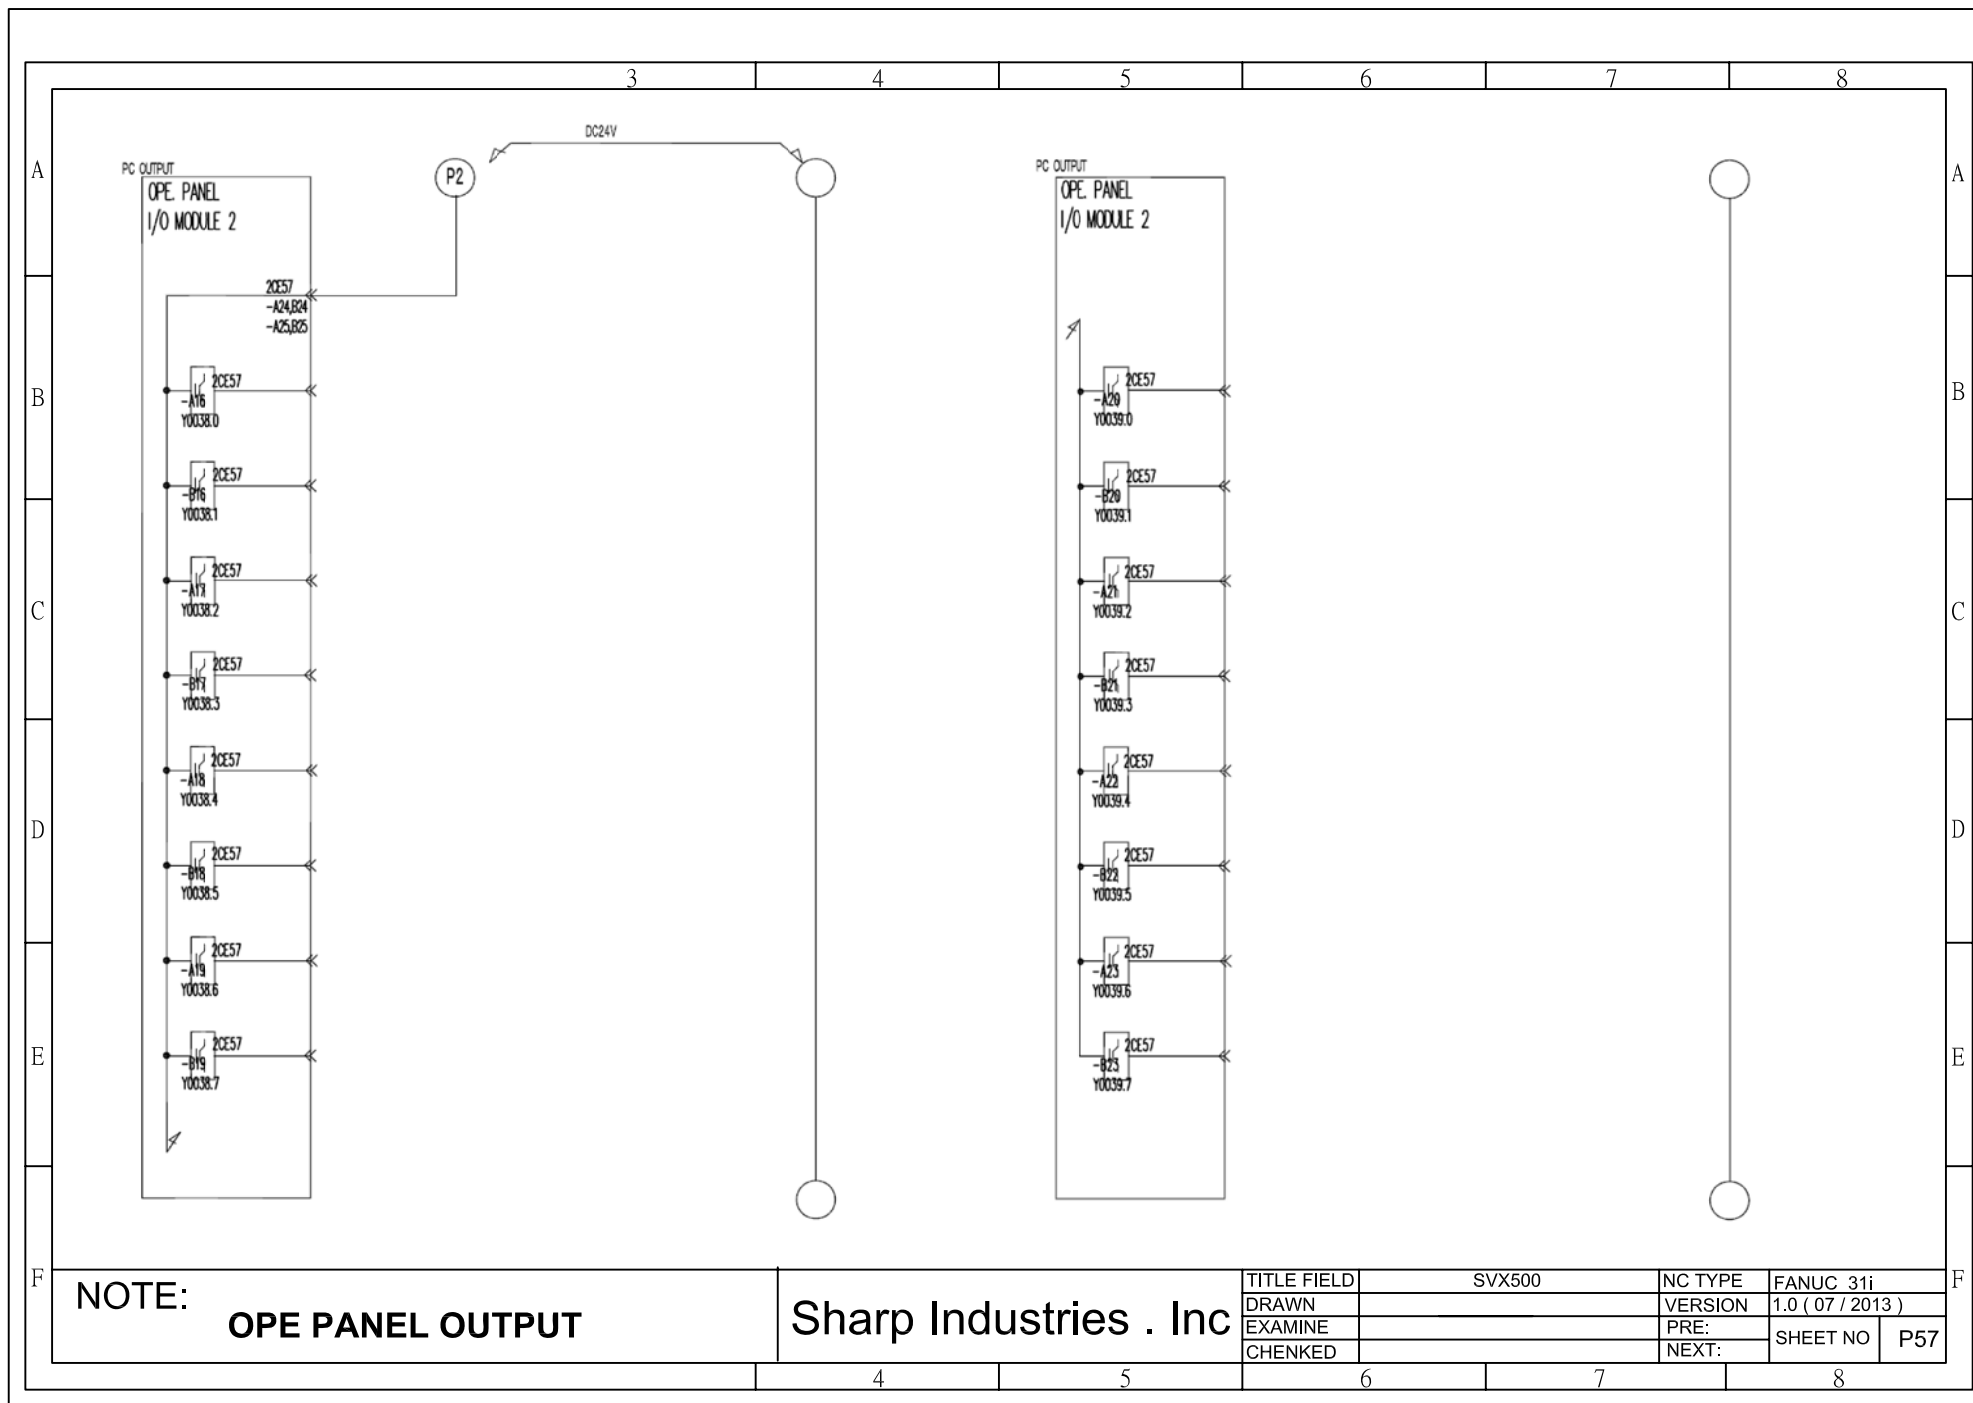 3 4 5 6 7 8
A A
B B
C C
D D
E E
F F
PC OUTPUT
OPE. PANEL
I/O MODULE 2
P2
DC24V
2CE57
-A24,B24
-A25,B25
2CE57
-A16
Y0038.0
2CE57
-B16
Y0038.1
2CE57
-A17
Y0038.2
2CE57
-B17
Y0038.3
2CE57
-A18
Y0038.4
2CE57
-B18
Y0038.5
2CE57
-A19
Y0038.6
2CE57
-B19
Y0038.7
PC OUTPUT
OPE. PANEL
I/O MODULE 2
2CE57
-A20
Y0039.0
2CE57
-B20
Y0039.1
2CE57
-A21
Y0039.2
2CE57
-B21
Y0039.3
2CE57
-A22
Y0039.4
2CE57
-B22
Y0039.5
2CE57
-A23
Y0039.6
2CE57
-B23
Y0039.7
NOTE:
OPE PANEL OUTPUT
Sharp Industries . Inc
TITLE FIELD SVX500 NC TYPE FANUC 31i
DRAWN VERSION 1.0 ( 07 / 2013 )
EXAMINE PRE: SHEET NO P57
CHENKED NEXT:
4 5 6 7 8